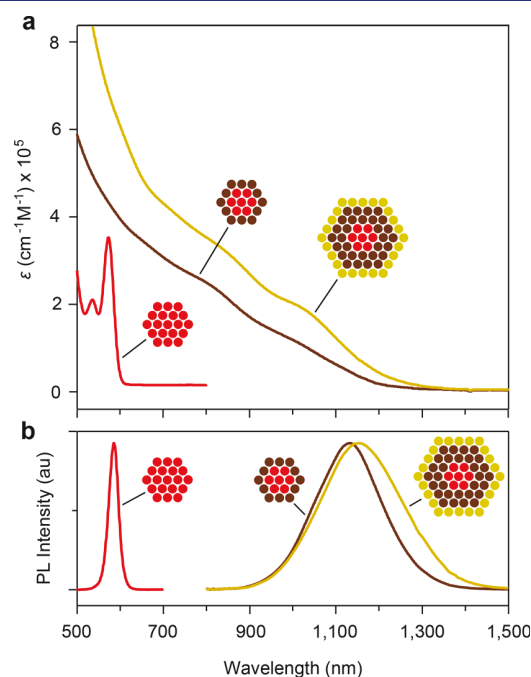 a
8
6
4
2
0
ε (cm⁻¹M⁻¹) x 10⁵
b
PL Intensity (au)
500 700 900 1,100 1,300 1,500
Wavelength (nm)